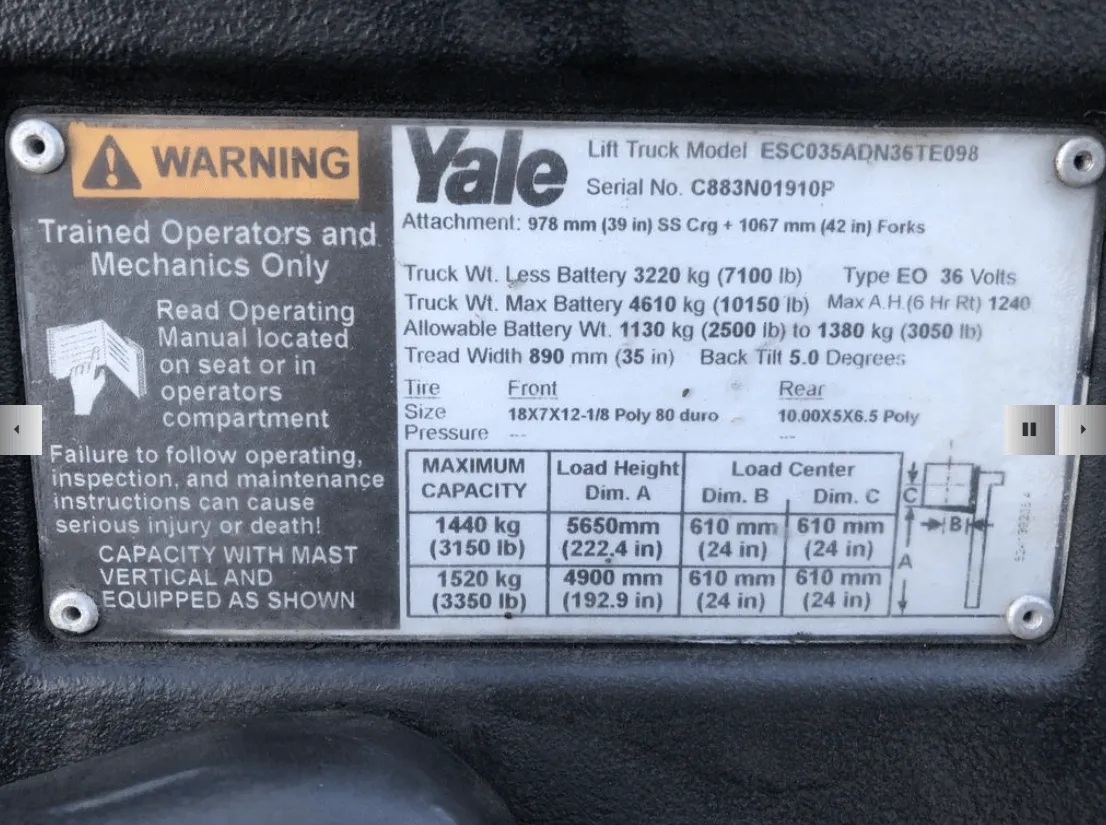 WARNING
Trained Operators and
Mechanics Only
Read Operating
Manual located
on seat or in
operators
compartment
Failure to follow operating,
inspection, and maintenance
instructions can cause
serious injury or death!
CAPACITY WITH MAST
VERTICAL AND
EQUIPPED AS SHOWN
Yale
Lift Truck Model ESC035ADN36TE098
Serial No. C883N01910P
Attachment: 978 mm (39 in) SS Crg + 1067 mm (42 in) Forks
Truck Wt. Less Battery 3220 kg (7100 lb) Type EO 36 Volts
Truck Wt. Max Battery 4610 kg (10150 lb) Max A.H.(6 Hr Rt) 1240
Allowable Battery Wt. 1130 kg (2500 lb) to 1380 kg (3050 lb)
Tread Width 890 mm (35 in) Back Tilt 5.0 Degrees
Tire Front Rear
Size 18X7X12-1/8 Poly 80 duro 10.00X5X6.5 Poly
Pressure --- ---
MAXIMUM Load Height Load Center
CAPACITY Dim. A Dim. B Dim. C
1440 kg 5650mm 610 mm 610 mm
(3150 lb) (222.4 in) (24 in) (24 in)
1520 kg 4900 mm 610 mm 610 mm
(3350 lb) (192.9 in) (24 in) (24 in)
C
B
A